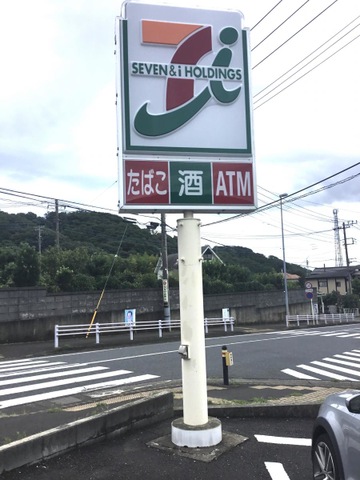 SEVEN & i HOLDINGS
たばこ 酒 ATM